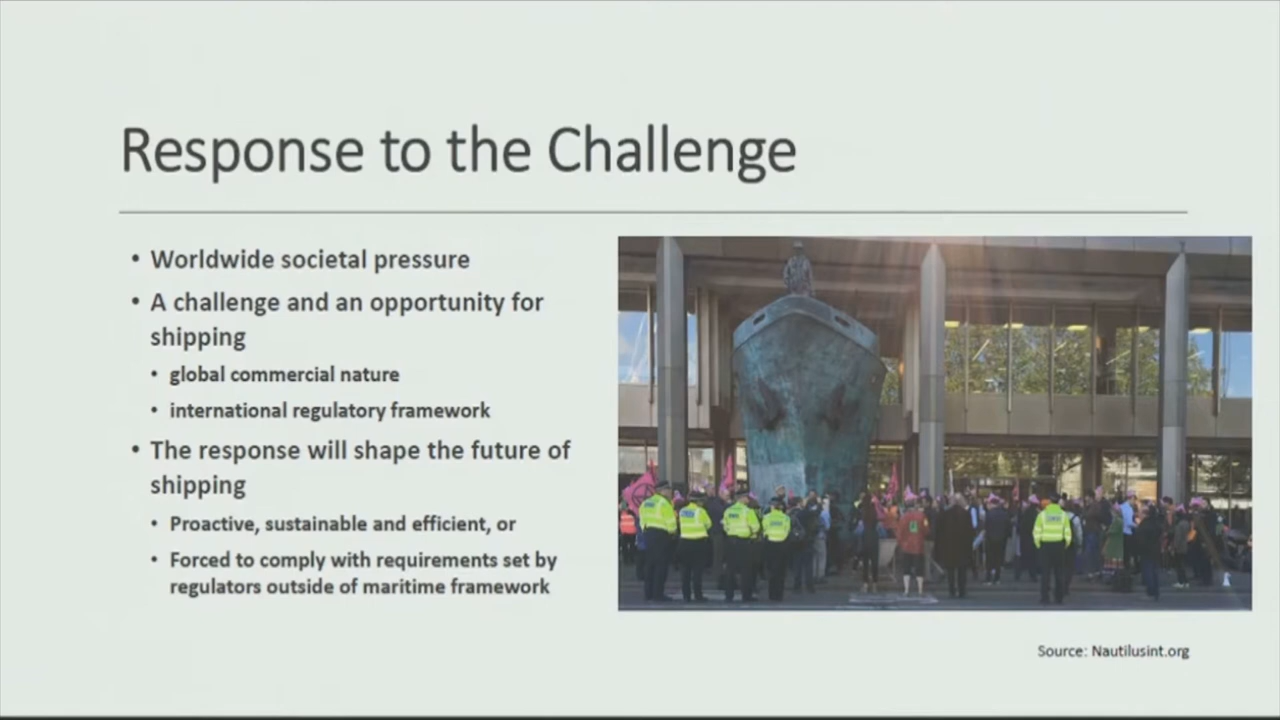 Response to the Challenge
• Worldwide societal pressure
• A challenge and an opportunity for
shipping
• global commercial nature
• international regulatory framework
• The response will shape the future of
shipping
• Proactive, sustainable and efficient, or
• Forced to comply with requirements set by
regulators outside of maritime framework
Source: Nautilusint.org